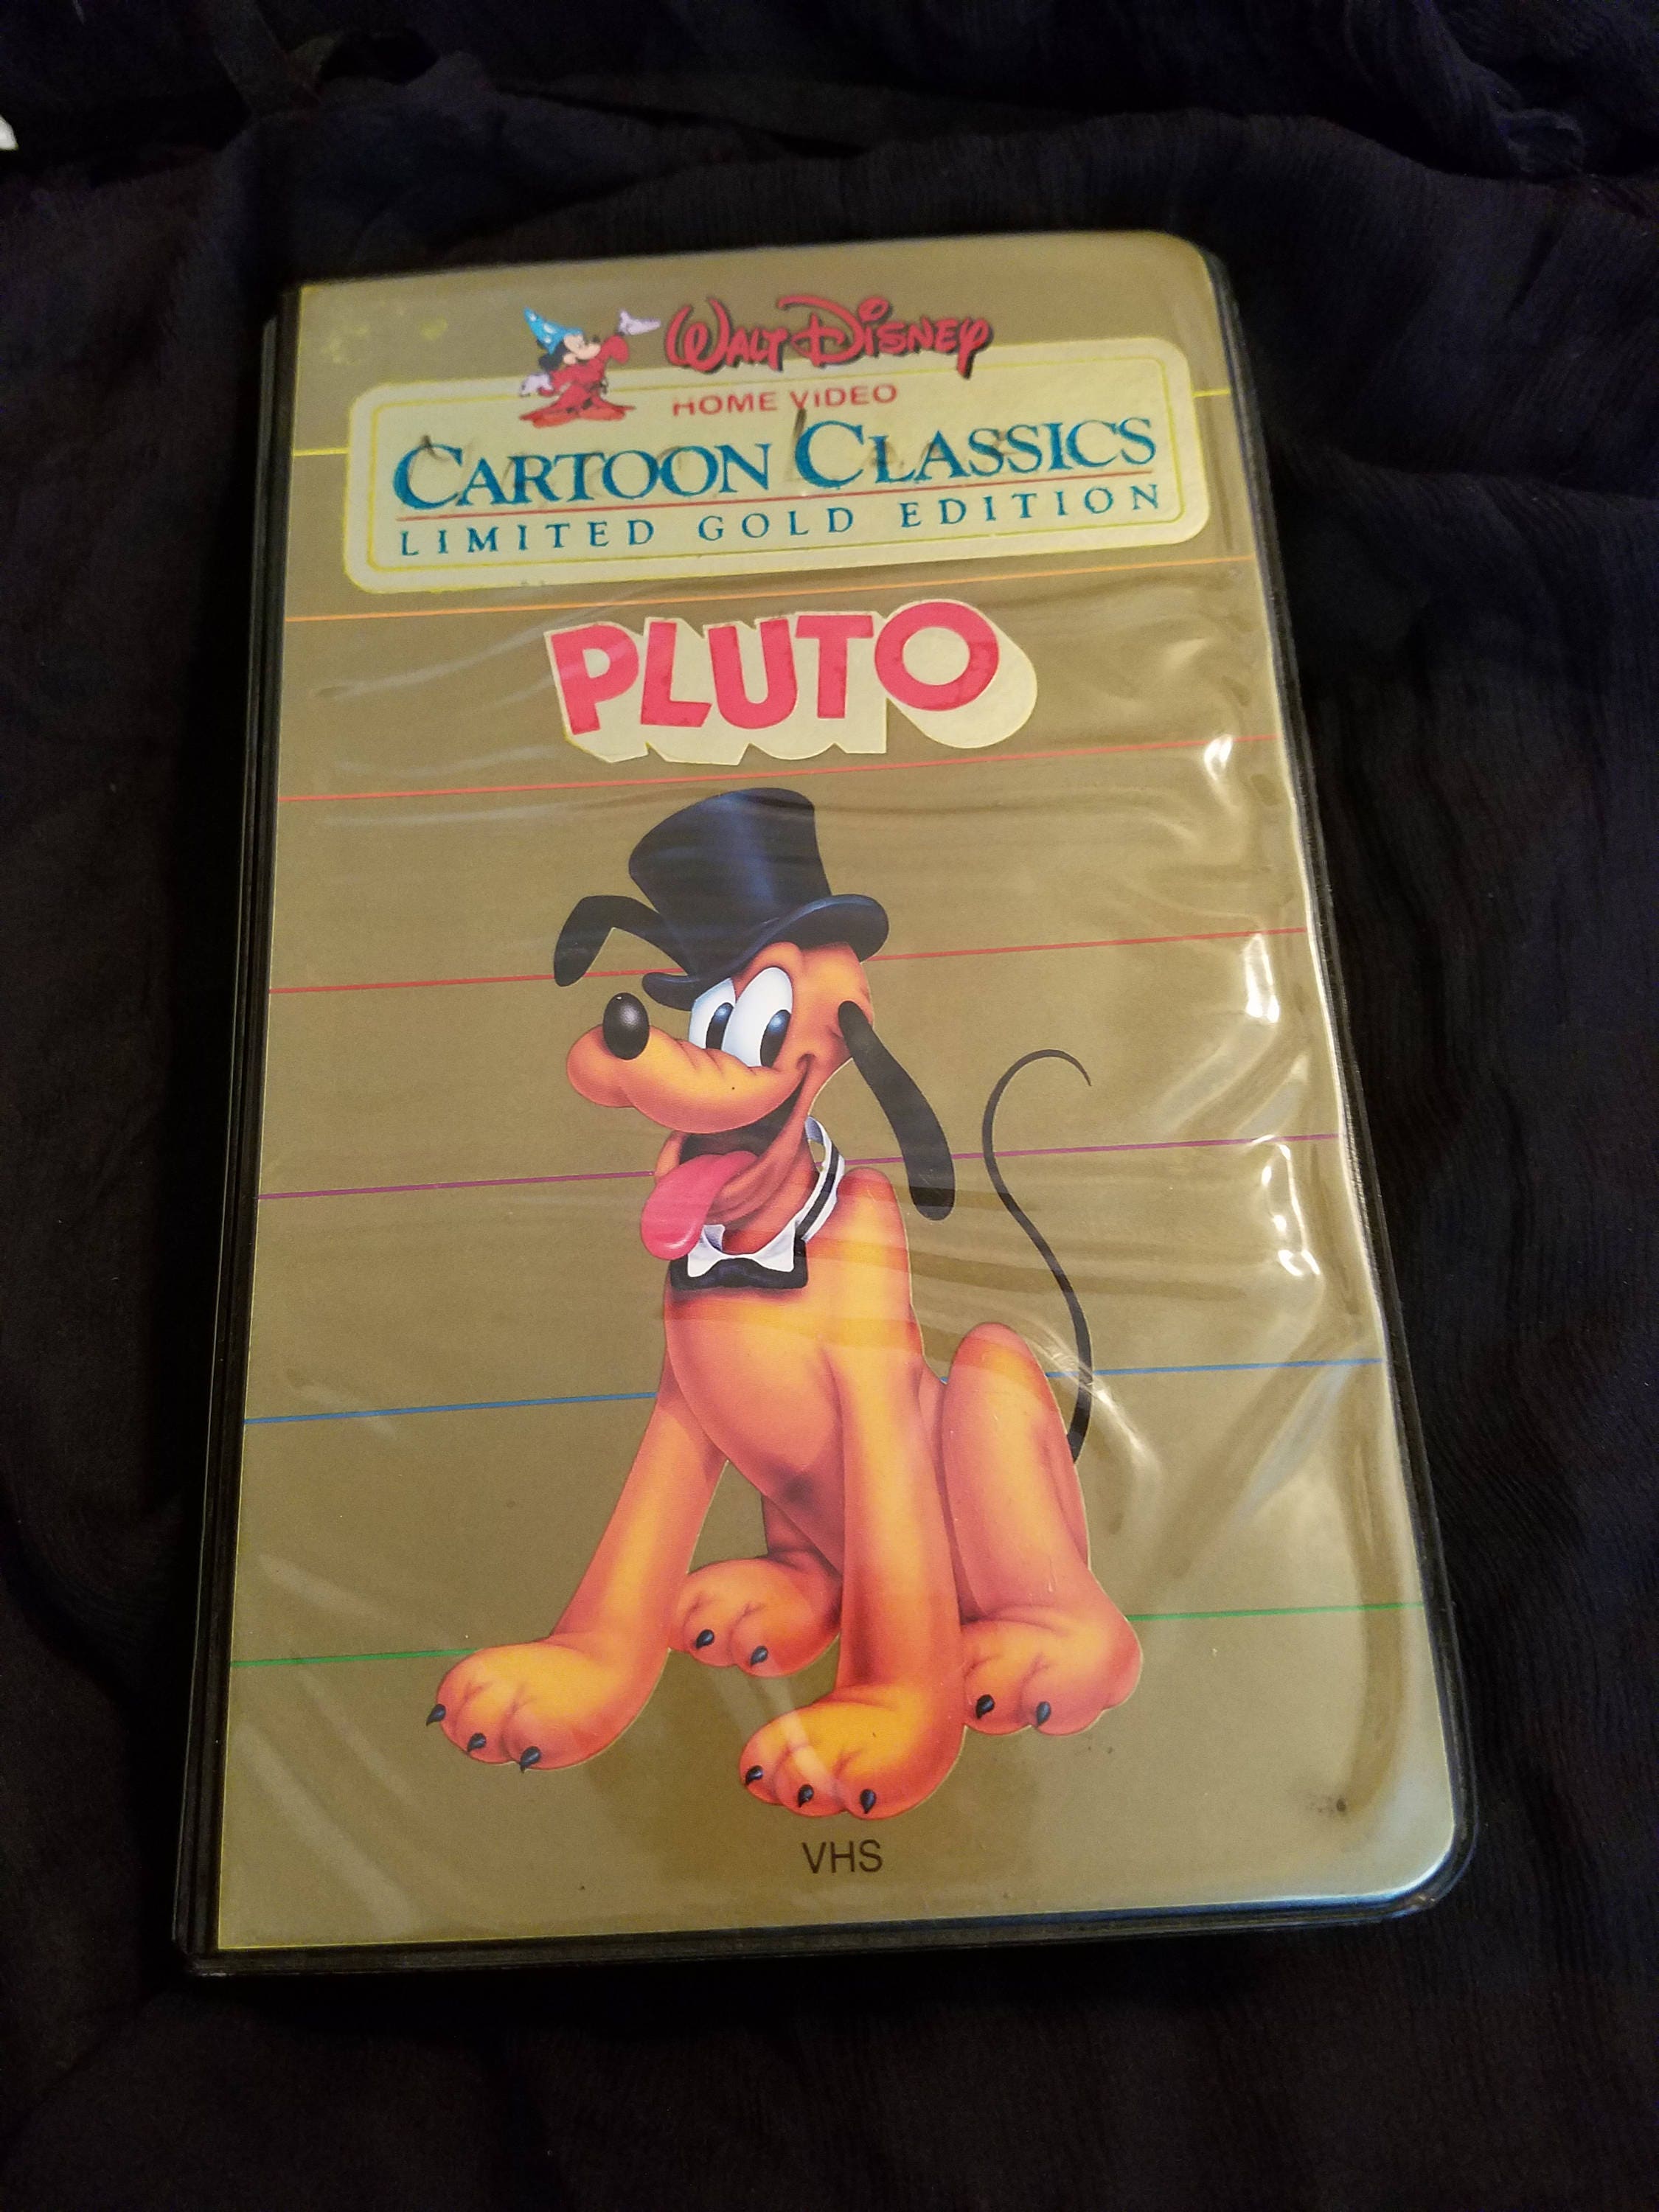 WALT DISNEY
HOME VIDEO
CARTOON CLASSICS
LIMITED GOLD EDITION
PLUTO
VHS